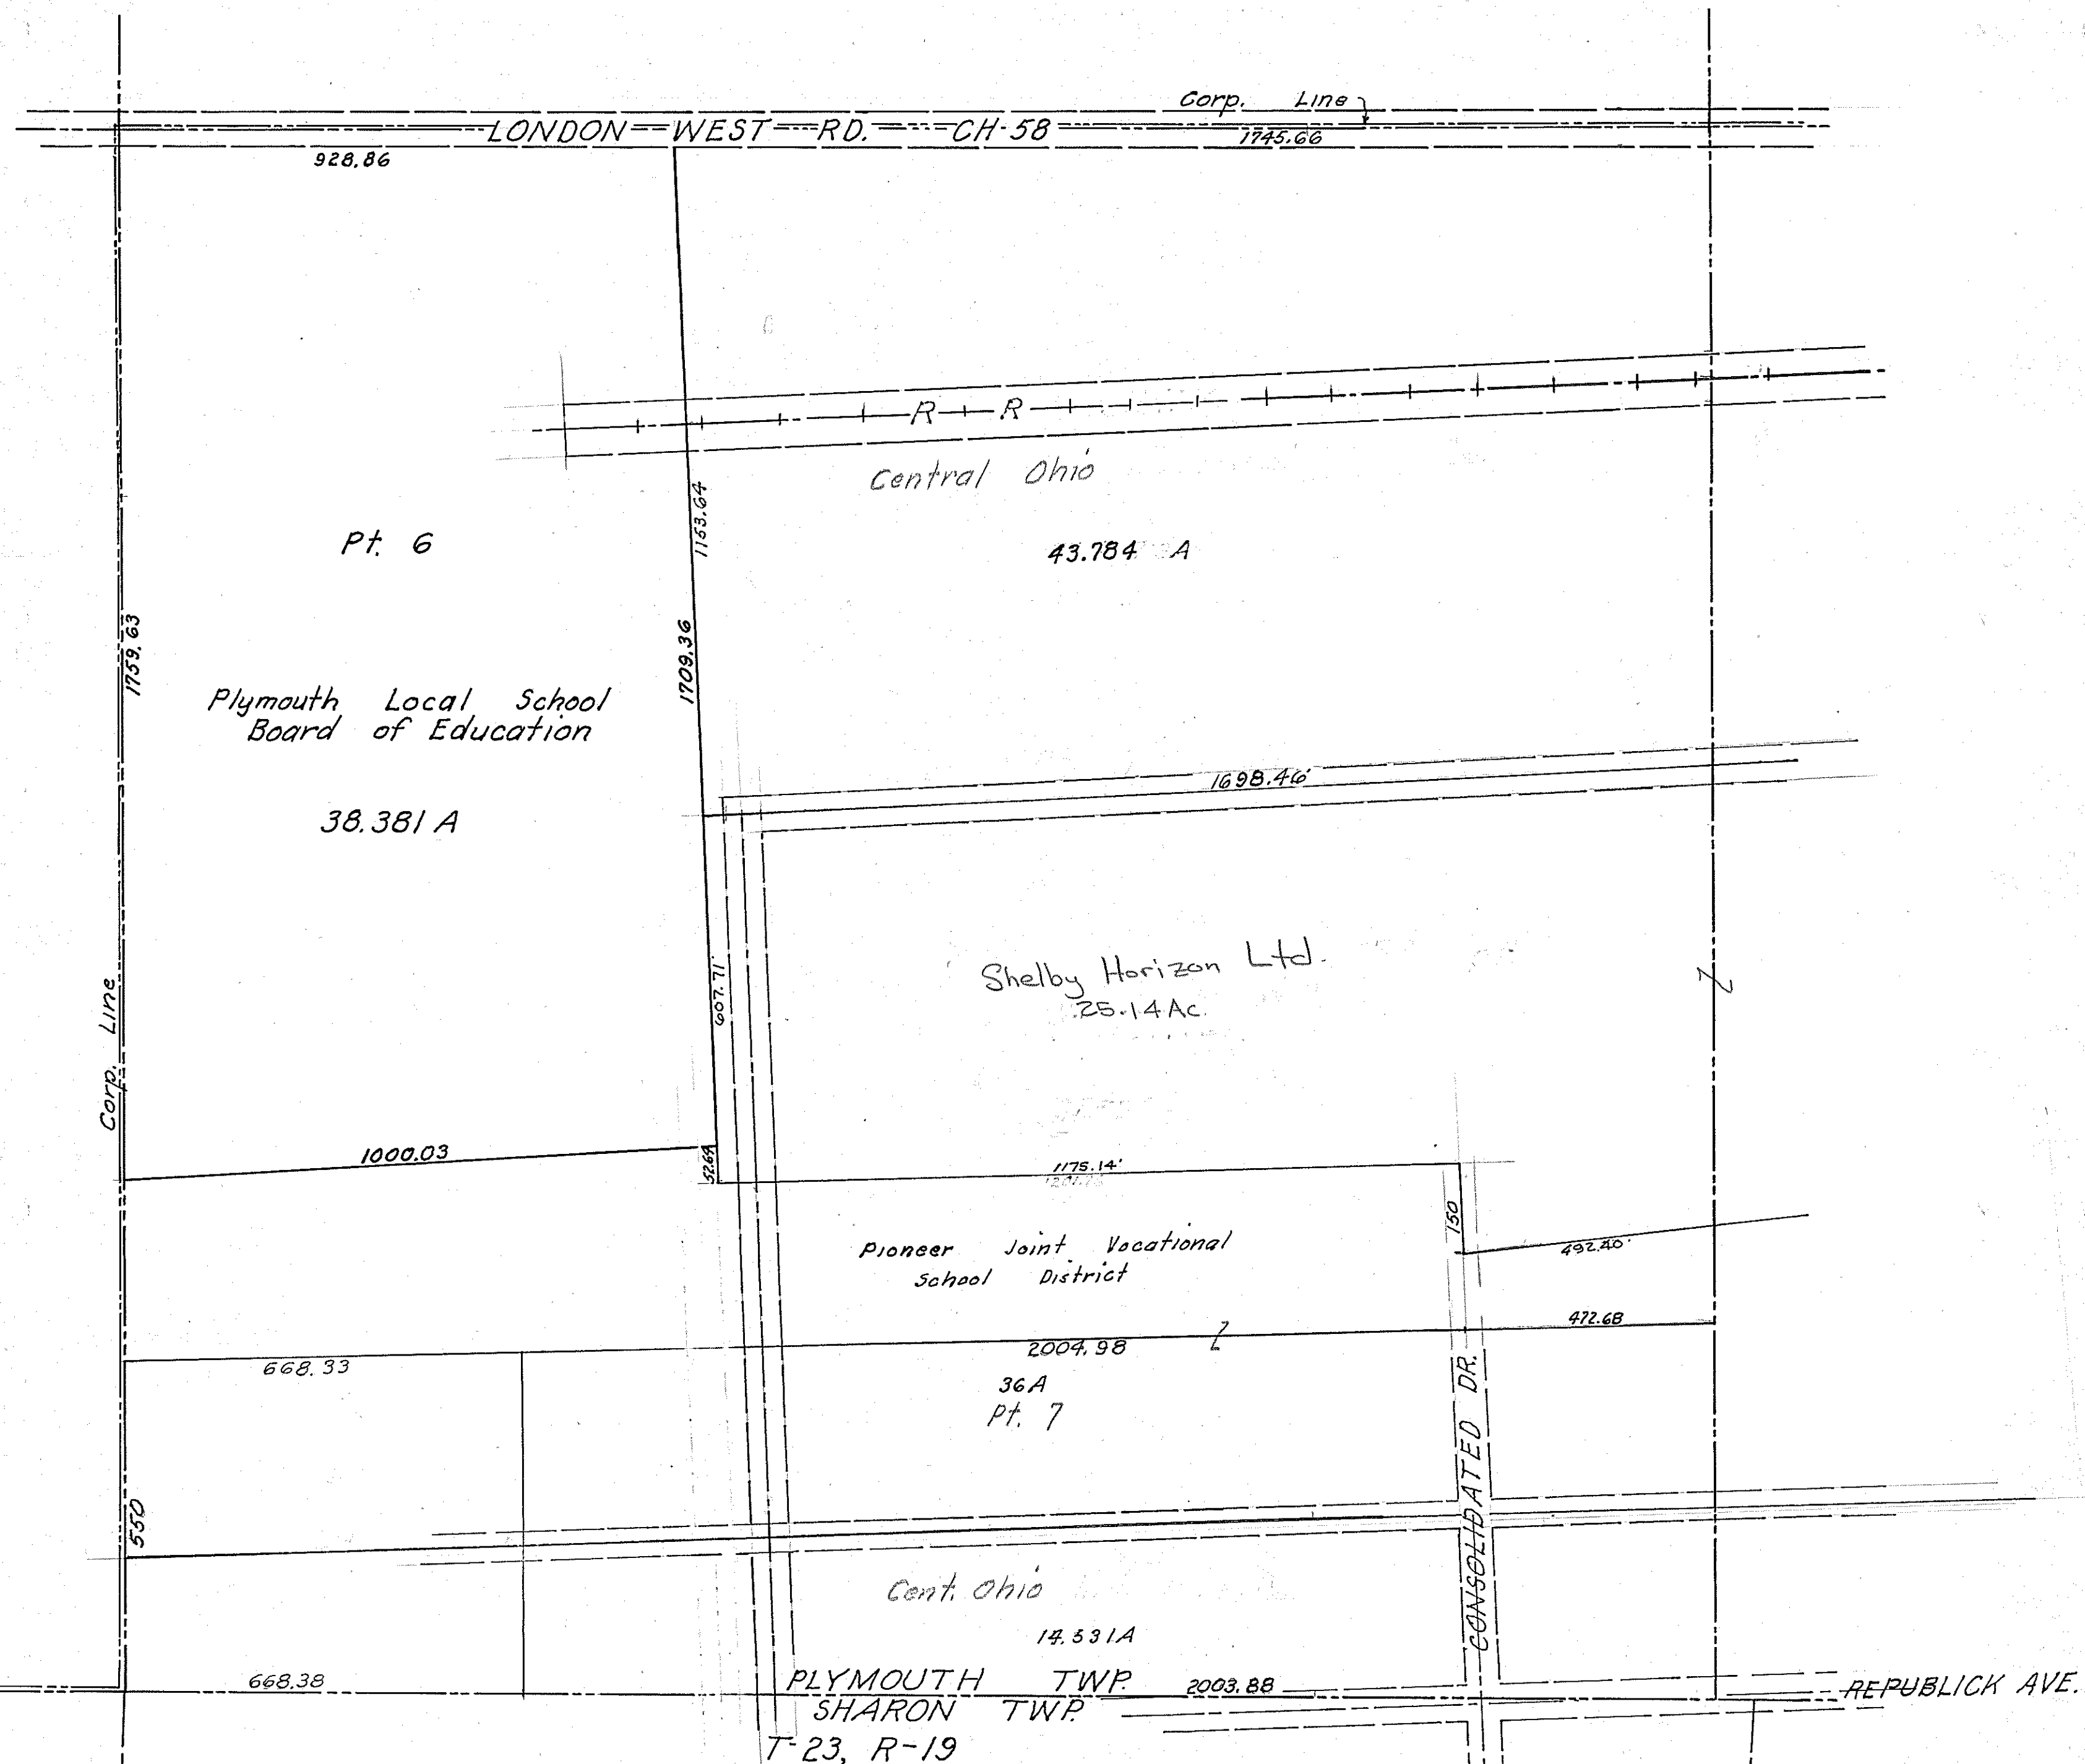 Corp. Line
LONDON WEST RD. CH-58
1745.66
928.86
R R
Central Ohio
1153.64
Pt. 6
43.784 A
1759.63
1709.36
Plymouth Local School
Board of Education
1698.46'
38.381 A
Shelby Horizon Ltd.
25.14 Ac.
607.71'
Corp. Line
1000.03
52.64
1175.14'
150
Pioneer Joint Vocational
School District
492.40'
472.68
668.33
2004.98
36 A
Pt. 7
CONSOLIDATED DR.
550
Cent. Ohio
14.531A
668.38
PLYMOUTH TWP.
2003.88
REPUBLICK AVE.
SHARON TWP.
T-23, R-19